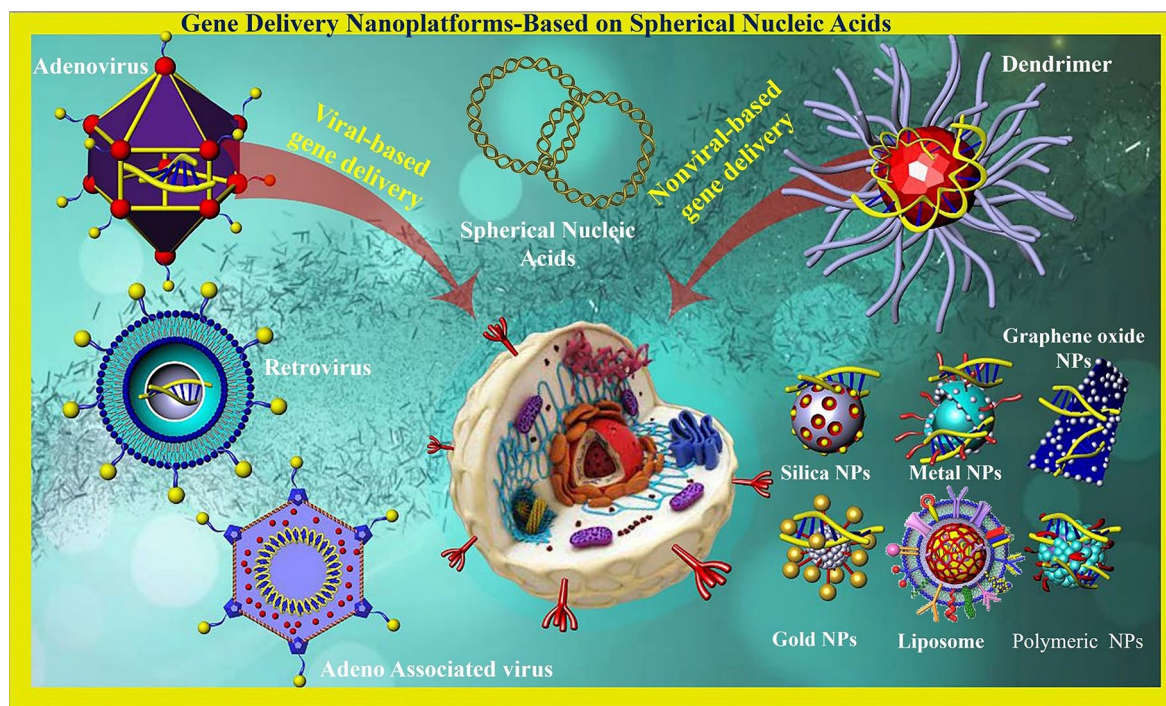 Gene Delivery Nanoplatforms-Based on Spherical Nucleic Acids
Adenovirus
Viral-based
gene delivery
Spherical Nucleic
Acids
Nonviral-based
gene delivery
Dendrimer
Retrovirus
Adeno Associated virus
Graphene oxide
NPs
Silica NPs
Metal NPs
Gold NPs
Liposome
Polymeric NPs